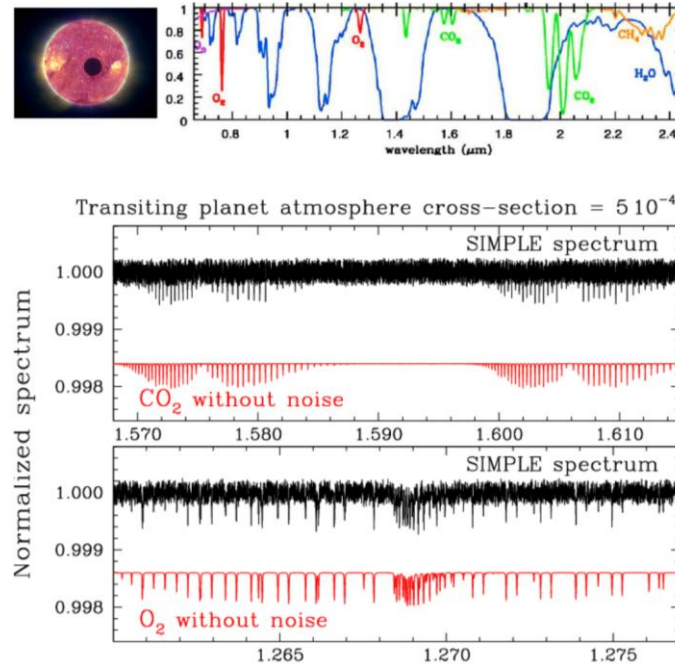 1
0.8
0.6
0.4
0.2
0
O₃
O₂
O₂
CO₂
CO₂
CH₄
H₂O
0.8 1 1.2 1.4 1.6 1.8 2 2.2 2.4
wavelength (μm)
Transiting planet atmosphere cross-section = 5 10⁻⁴
SIMPLE spectrum
1.000
0.999
0.998
CO₂ without noise
1.570 1.580 1.590 1.600 1.610
SIMPLE spectrum
1.000
0.999
0.998
O₂ without noise
1.265 1.270 1.275
Normalized spectrum